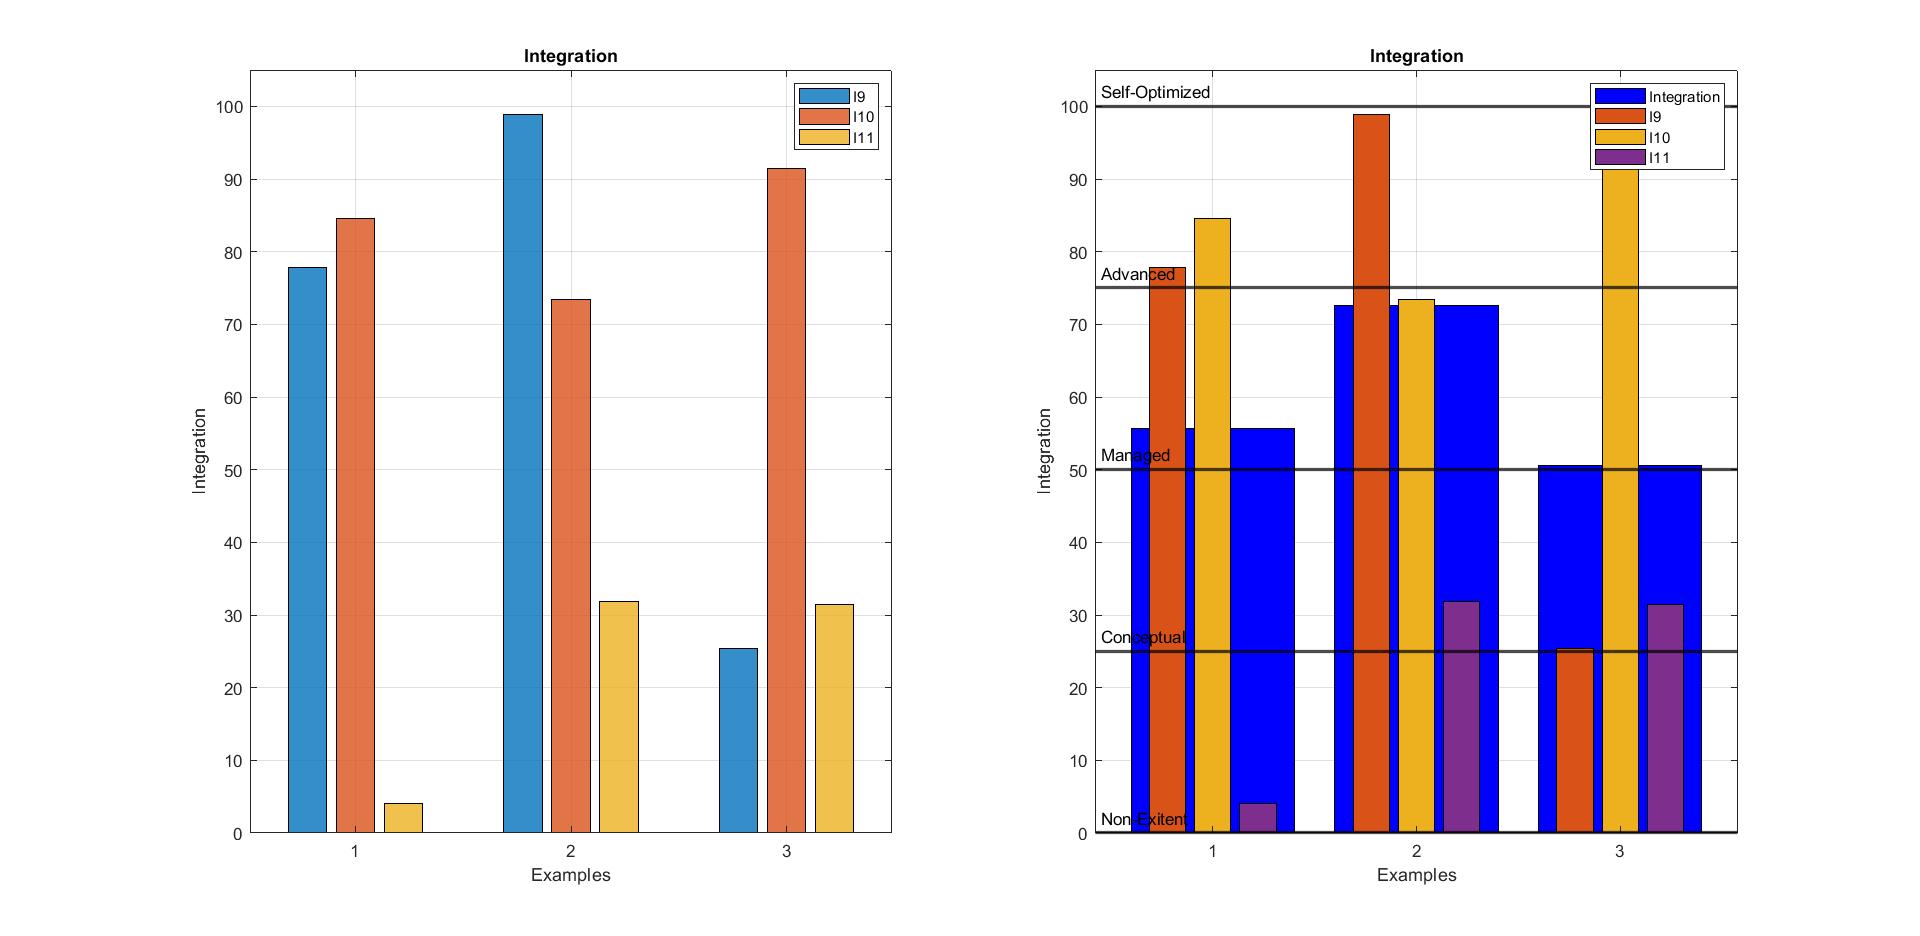 Integration
I9
I10
I11
100
90
80
70
60
50
40
30
20
10
0
Integration
1
2
3
Examples
Integration
Integration
I9
I10
I11
Self-Optimized
Advanced
Managed
Conceptual
Non-Exitent
100
90
80
70
60
50
40
30
20
10
0
Integration
1
2
3
Examples